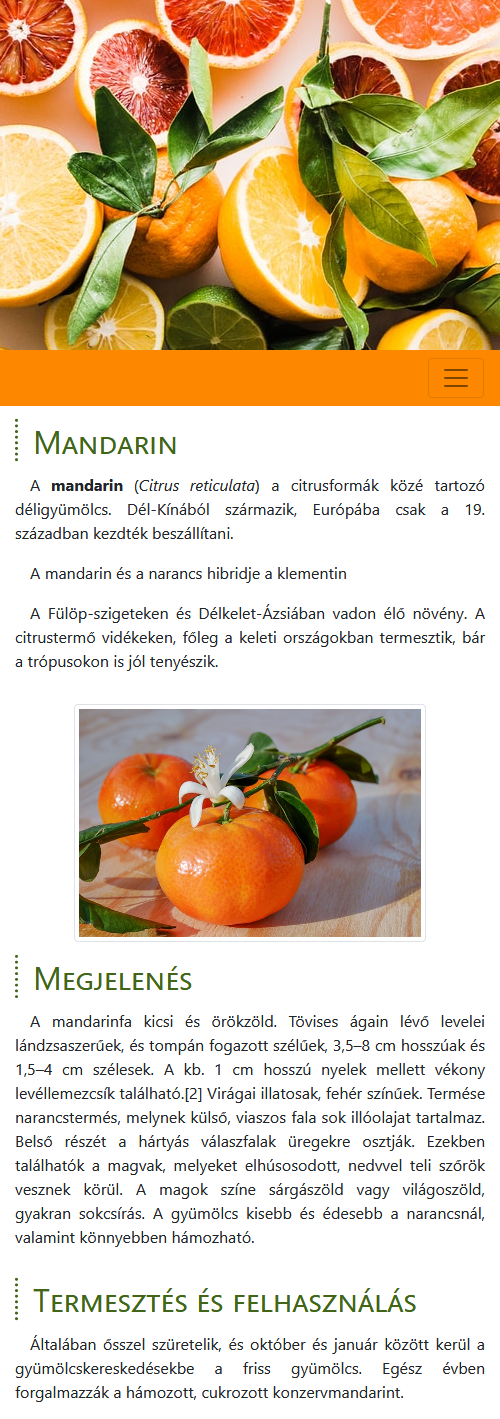 Mandarin
A mandarin (Citrus reticulata) a citrusformák közé tartozó
déligyümölcs. Dél-Kínából származik, Európába csak a 19.
században kezdték beszállítani.
A mandarin és a narancs hibridje a klementin
A Fülöp-szigeteken és Délkelet-Ázsiában vadon élő növény. A
citrustermő vidékeken, főleg a keleti országokban termesztik, bár
a trópusokon is jól tenyészik.
Megjelenés
A mandarinfa kicsi és örökzöld. Tövises ágain lévő levelei
lándzsaszerűek, és tompán fogazott szélűek, 3,5–8 cm hosszúak és
1,5–4 cm szélesek. A kb. 1 cm hosszú nyelek mellett vékony
levéllemezcsík található.[2] Virágai illatosak, fehér színűek. Termése
narancstermés, melynek külső, viaszos fala sok illóolajat tartalmaz.
Belső részét a hártyás válaszfalak üregekre osztják. Ezekben
találhatók a magvak, melyeket elhúsosodott, nedvvel teli szőrök
vesznek körül. A magok színe sárgászöld vagy világoszöld,
gyakran sokcsírás. A gyümölcs kisebb és édesebb a narancsnál,
valamint könnyebben hámozható.
Termesztés és felhasználás
Általában ősszel szüretelik, és október és január között kerül a
gyümölcskereskedésekbe a friss gyümölcs. Egész évben
forgalmazzák a hámozott, cukrozott konzervmandarint.